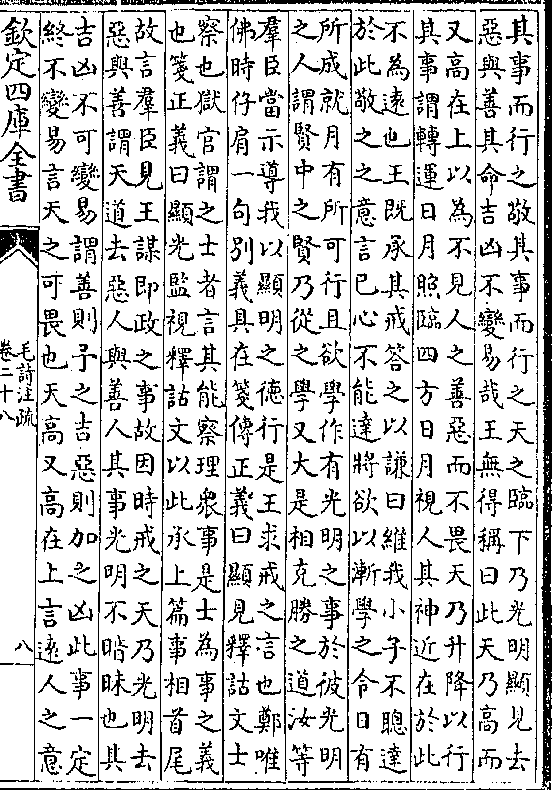 其事而行之敬其事而行之天之臨下乃光明顯見去
惡與善其命吉凶不變易哉王無得稱曰此天乃高而
又高在上以為不見人之善惡而不畏天乃升降以行
其事謂轉運日月照臨四方日月視人其神近在於此
不為遠也王既承其戒答之以謙曰維我小子不聰達
於此敬之之意言已心不能達將欲以漸學之令日有
所成就月有所可行且欲學作有光明之事於彼光明
之人謂賢中之賢乃從之學又大是相克勝之道汝等
羣臣當示導我以顯明之德行是王求戒之言也鄭唯
佛時仔肩一句別義具在箋傳正義曰顯見釋詁文士
察也獄官謂之士者言其能察理衆事是士為事之義
也箋正義曰顯光監視釋詁文以此承上篇事相首尾
故言羣臣見王謀即政之事故因時戒之天乃光明去
惡與善謂天道去惡人與善人其事光明不暗昧也其
吉凶不可變易謂善則予之吉惡則加之凶此事一定
終不變易言天之可畏也天高又高在上言遠人之意
欽定四庫全書
毛詩注疏
卷二十八
八